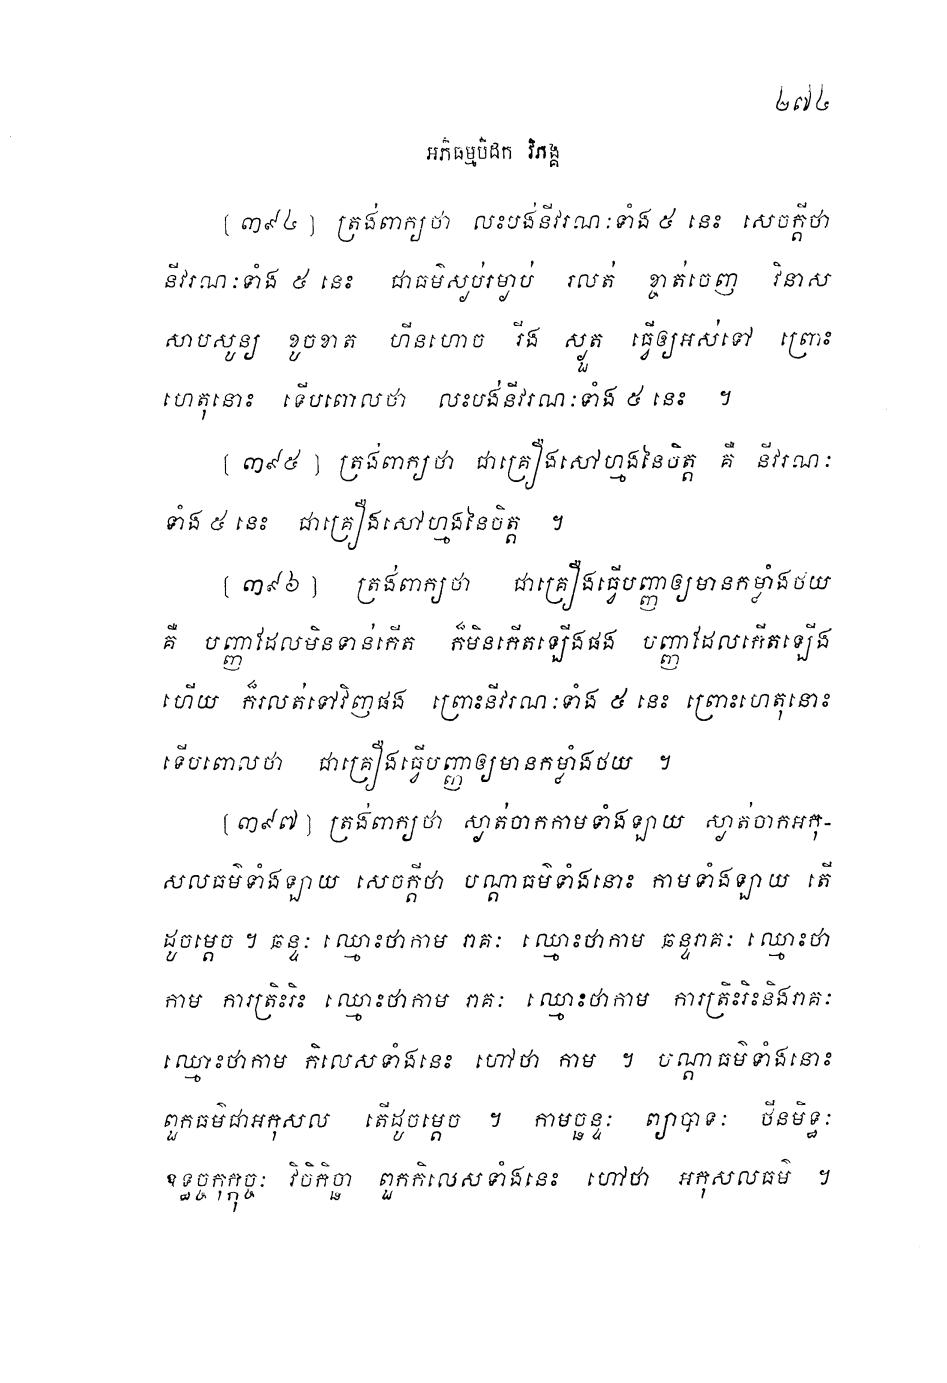 ២៧៤
អភិធម្មបិដក វិភង្គ
[៣៩៤] ត្រង់ពាក្យថា លះបង់នីវរណៈទាំង ៥ នេះ សេចក្តីថា
នីវរណៈទាំង ៥ នេះ ជាធម៌ស្ងប់រម្ងាប់ រលត់ ខ្ចាត់ចេញ វិនាស
សាបសូន្យ ខូចខាត ហិនហោច រីង ស្ងួត ធ្វើឲ្យអស់ទៅ ព្រោះ
ហេតុនោះ ទើបពោលថា លះបង់នីវរណៈទាំង ៥ នេះ ។
[៣៩៥] ត្រង់ពាក្យថា ជាគ្រឿងសៅហ្មងនៃចិត្ត គឺ នីវរណៈ
ទាំង ៥ នេះ ជាគ្រឿងសៅហ្មងនៃចិត្ត ។
[៣៩៦] ត្រង់ពាក្យថា ជាគ្រឿងធ្វើបញ្ញាឲ្យមានកម្លាំងថយ
គឺ បញ្ញាដែលមិនទាន់កើត ក៏មិនកើតឡើងផង បញ្ញាដែលកើតឡើង
ហើយ ក៏រលត់ទៅវិញផង ព្រោះនីវរណៈទាំង ៥ នេះ ព្រោះហេតុនោះ
ទើបពោលថា ជាគ្រឿងធ្វើបញ្ញាឲ្យមានកម្លាំងថយ ។
[៣៩៧] ត្រង់ពាក្យថា ស្ងាត់ចាកកាមទាំងឡាយ ស្ងាត់ចាកអកុ-
សលធម៌ទាំងឡាយ សេចក្តីថា បណ្តាធម៌ទាំងនោះ កាមទាំងឡាយ តើ
ដូចម្តេច ។ ឆន្ទៈ ឈ្មោះថាកាម រាគៈ ឈ្មោះថាកាម ឆន្ទរាគៈ ឈ្មោះថា
កាម ការត្រិះរិះ ឈ្មោះថាកាម រាគៈ ឈ្មោះថាកាម ការត្រិះរិះនិងរាគៈ
ឈ្មោះថាកាម កិលេសទាំងនេះ ហៅថា កាម ។ បណ្តាធម៌ទាំងនោះ
ពួកធម៌ជាអកុសល តើដូចម្តេច ។ កាមច្ឆន្ទៈ ព្យាបាទៈ ថីនមិទ្ធៈ
ឧទ្ធច្ចកុក្កុច្ចៈ វិចិកិច្ឆា ពួកកិលេសទាំងនេះ ហៅថា អកុសលធម៌ ។